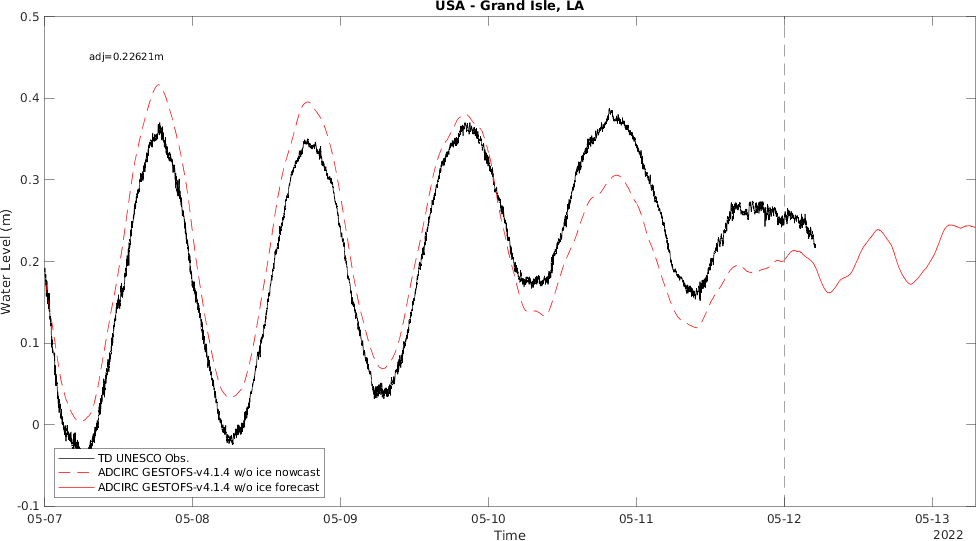 USA - Grand Isle, LA
adj=0.22621m
0.5
0.4
0.3
0.2
0.1
0
-0.1
Water Level (m)
TD UNESCO Obs.
ADCIRC GESTOFS-v4.1.4 w/o ice nowcast
ADCIRC GESTOFS-v4.1.4 w/o ice forecast
05-07 05-08 05-09 05-10 05-11 05-12 05-13
Time
2022